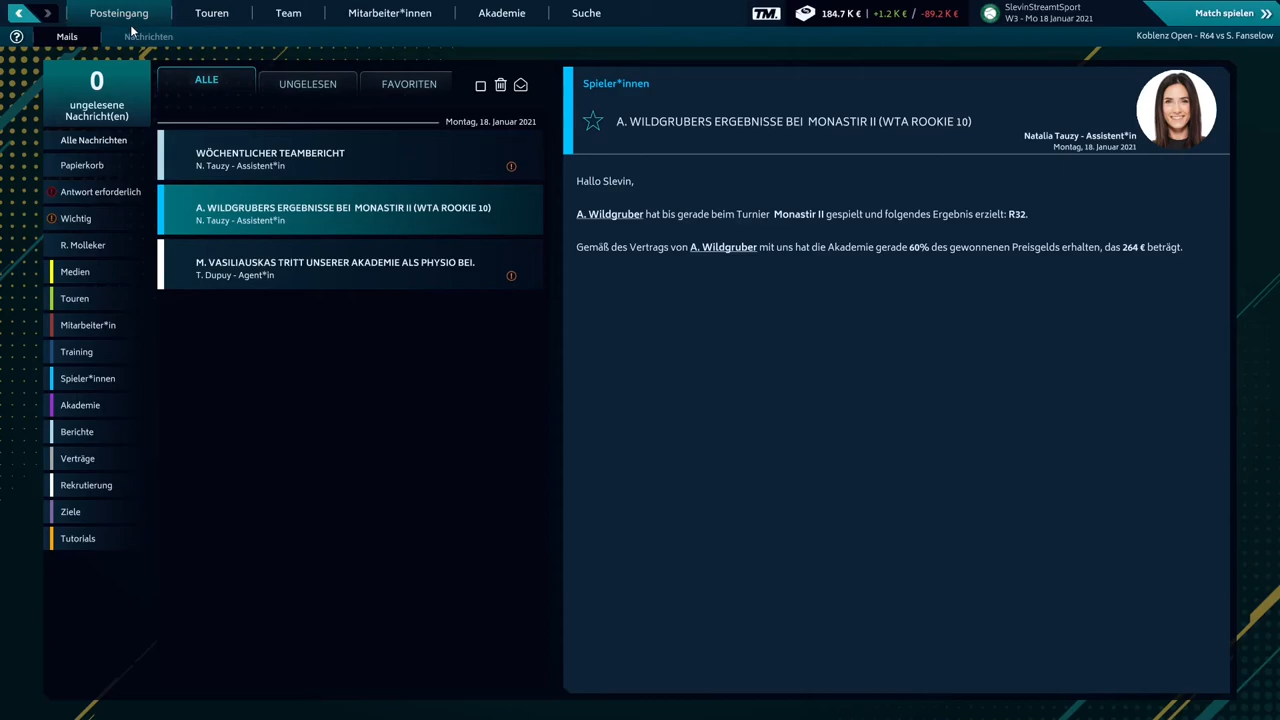 Posteingang
Touren
Team
Mitarbeiter*innen
Akademie
Suche
TM.
184.7 K € | +1.2 K € / -89.2 K €
SlevinStreamtSport
W3 - Mo 18 Januar 2021
Match spielen
Mails
Nachrichten
Koblenz Open - R64 vs S. Fanselow
0
ungelesene
Nachricht(en)
Alle Nachrichten
Papierkorb
Antwort erforderlich
Wichtig
R. Molleker
Medien
Touren
Mitarbeiter*in
Training
Spieler*innen
Akademie
Berichte
Verträge
Rekrutierung
Ziele
Tutorials
ALLE
UNGELESEN
FAVORITEN
Montag, 18. Januar 2021
WÖCHENTLICHER TEAMBERICHT
N. Tauzy - Assistent*in
A. WILDGRUBERS ERGEBNISSE BEI MONASTIR II (WTA ROOKIE 10)
N. Tauzy - Assistent*in
M. VASILIAUSKAS TRITT UNSERER AKADEMIE ALS PHYSIO BEI.
T. Dupuy - Agent*in
Spieler*innen
A. WILDGRUBERS ERGEBNISSE BEI MONASTIR II (WTA ROOKIE 10)
Natalia Tauzy - Assistent*in
Montag, 18. Januar 2021
Hallo Slevin,
A. Wildgruber hat bis gerade beim Turnier Monastir II gespielt und folgendes Ergebnis erzielt: R32.
Gemäß des Vertrags von A. Wildgruber mit uns hat die Akademie gerade 60% des gewonnenen Preisgelds erhalten, das 264 € beträgt.